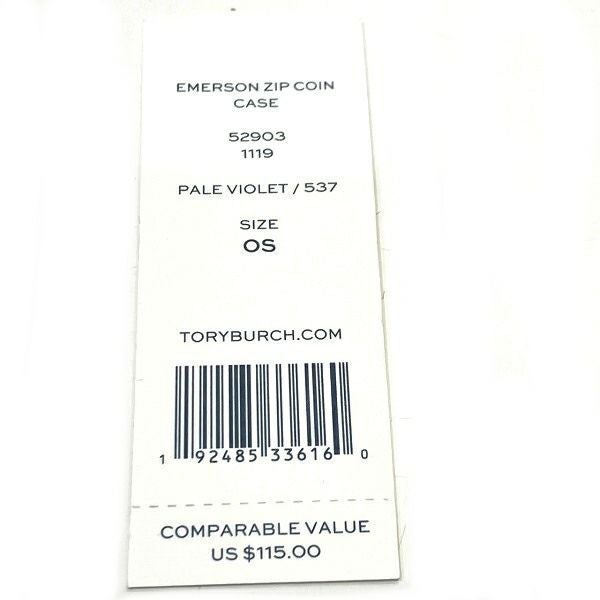 EMERSON ZIP COIN
CASE
52903
1119
PALE VIOLET / 537
SIZE
OS
TORYBURCH.COM
1 92485 33616 0
COMPARABLE VALUE
US $115.00